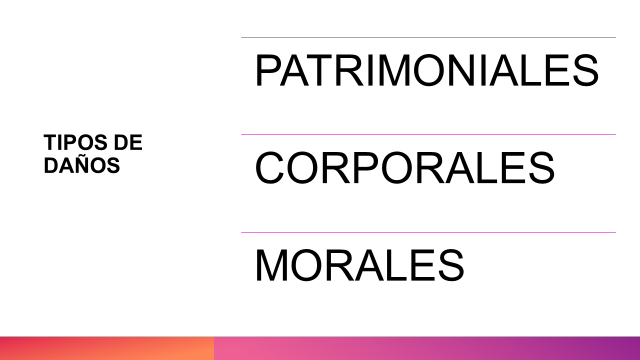 TIPOS DE
DAÑOS
PATRIMONIALES
CORPORALES
MORALES